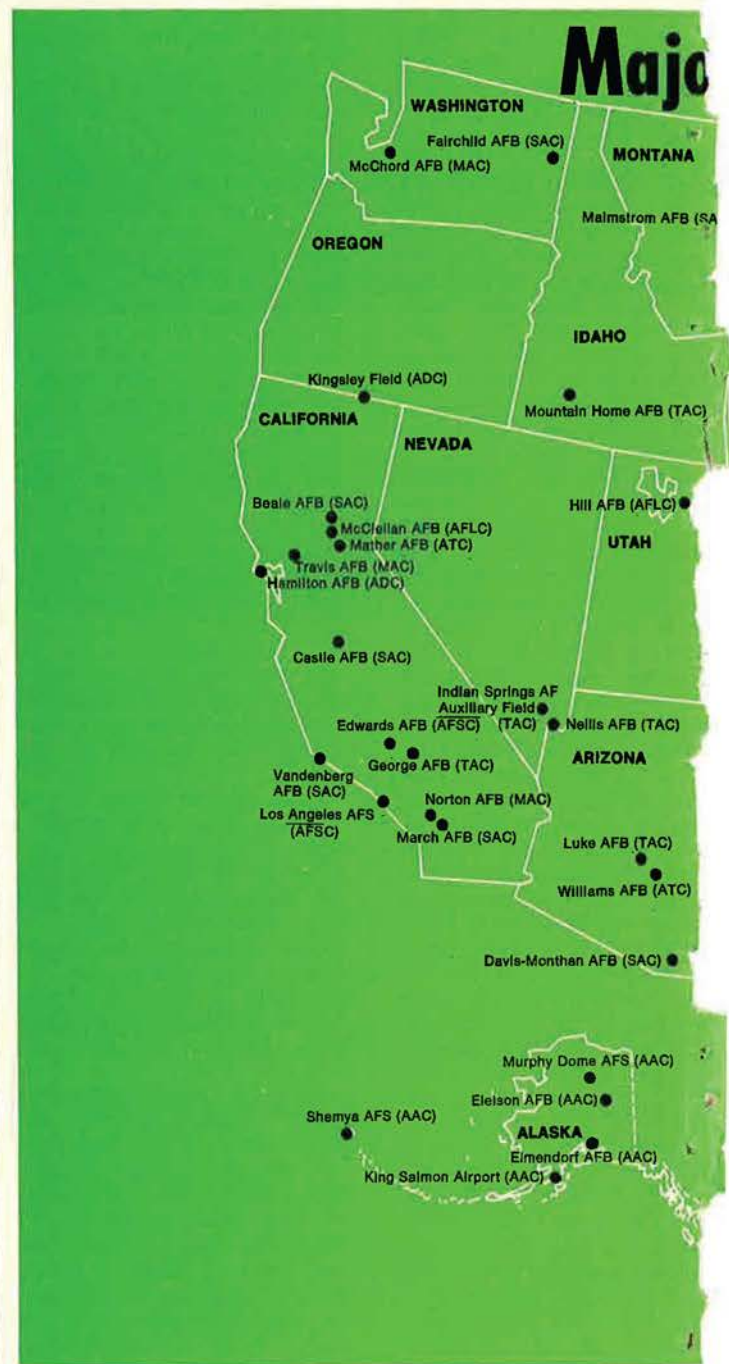 Majo
WASHINGTON
Fairchild AFB (SAC)
McChord AFB (MAC)
MONTANA
Malmstrom AFB (SA
OREGON
IDAHO
Kingsley Field (ADC)
Mountain Home AFB (TAC)
CALIFORNIA
NEVADA
Beale AFB (SAC)
Hill AFB (AFLC)
McClellan AFB (AFLC)
Mather AFB (ATC)
UTAH
Travis AFB (MAC)
Hamilton AFB (ADC)
Castle AFB (SAC)
Indian Springs AF
Auxiliary Field
(TAC)
Nellis AFB (TAC)
Edwards AFB (AFSC)
George AFB (TAC)
ARIZONA
Vandenberg
AFB (SAC)
Norton AFB (MAC)
Los Angeles AFS
(AFSC)
March AFB (SAC)
Luke AFB (TAC)
Williams AFB (ATC)
Davis-Monthan AFB (SAC)
Murphy Dome AFS (AAC)
Eielson AFB (AAC)
Shemya AFS (AAC)
ALASKA
Elmendorf AFB (AAC)
King Salmon Airport (AAC)